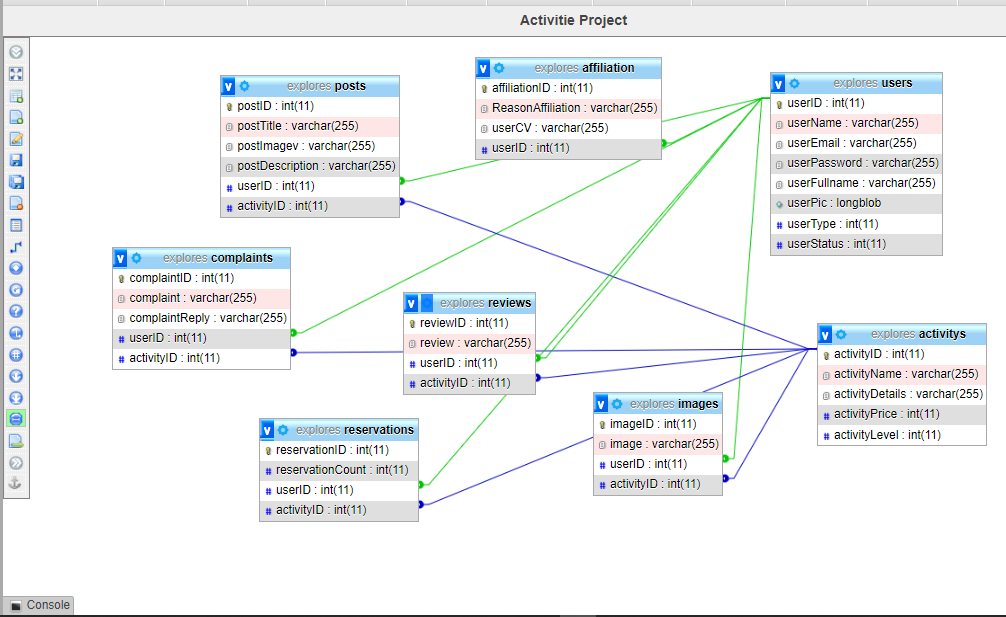 Activitie Project
v explores posts
postID : int(11)
postTitle : varchar(255)
postImagev : varchar(255)
postDescription : varchar(255)
userID : int(11)
activityID : int(11)
v explores affiliation
affiliationID : int(11)
ReasonAffiliation : varchar(255)
userCV : varchar(255)
userID : int(11)
v explores users
userID : int(11)
userName : varchar(255)
userEmail : varchar(255)
userPassword : varchar(255)
userFullname : varchar(255)
userPic : longblob
userType : int(11)
userStatus : int(11)
v explores complaints
complaintID : int(11)
complaint : varchar(255)
complaintReply : varchar(255)
userID : int(11)
activityID : int(11)
v explores reviews
reviewID : int(11)
review : varchar(255)
userID : int(11)
activityID : int(11)
v explores activitys
activityID : int(11)
activityName : varchar(255)
activityDetails : varchar(255)
activityPrice : int(11)
activityLevel : int(11)
v explores reservations
reservationID : int(11)
reservationCount : int(11)
userID : int(11)
activityID : int(11)
v explores images
imageID : int(11)
image : varchar(255)
userID : int(11)
activityID : int(11)
Console